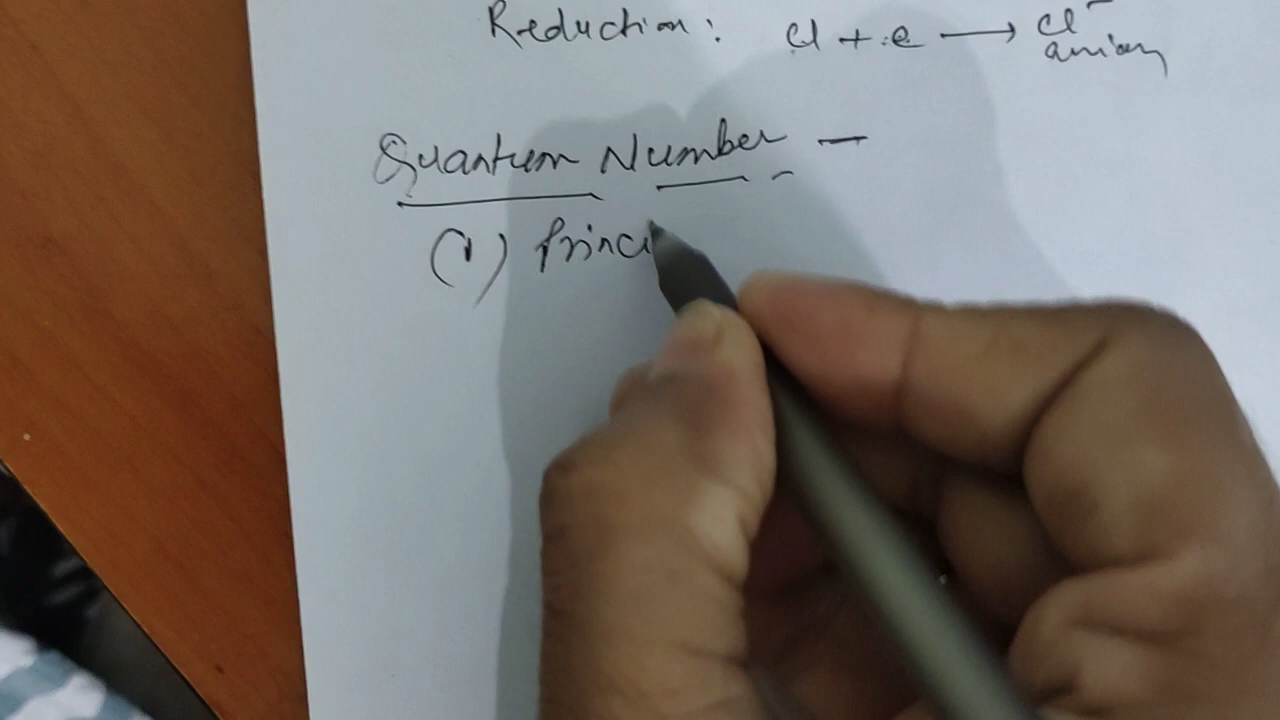 Reduction: Cl + e ⟶ Cl⁻
anion
Quantum Number —
(1) Princi